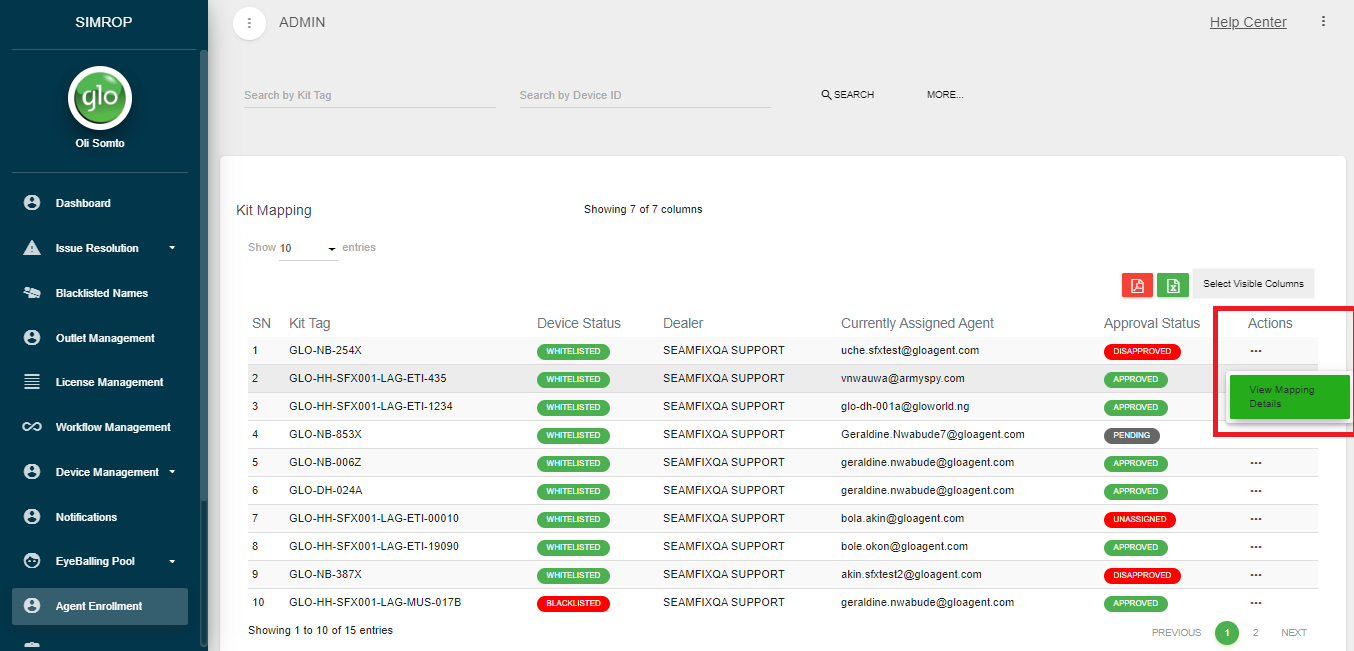 SIMROP
glo
Oli Somto
Dashboard
Issue Resolution
Blacklisted Names
Outlet Management
License Management
Workflow Management
Device Management
Notifications
EyeBalling Pool
Agent Enrollment
ADMIN
Help Center
Search by Kit Tag
Search by Device ID
SEARCH
MORE...
Kit Mapping
Showing 7 of 7 columns
Show 10 entries
Select Visible Columns
SN Kit Tag Device Status Dealer Currently Assigned Agent Approval Status Actions
1 GLO-NB-254X WHITELISTED SEAMFIXQA SUPPORT uche.sfxtest@gloagent.com DISAPPROVED ...
2 GLO-HH-SFX001-LAG-ETI-435 WHITELISTED SEAMFIXQA SUPPORT vnwauwa@armyspy.com APPROVED
View Mapping
Details
3 GLO-HH-SFX001-LAG-ETI-1234 WHITELISTED SEAMFIXQA SUPPORT glo-dh-001a@gloworld.ng APPROVED
4 GLO-NB-853X WHITELISTED SEAMFIXQA SUPPORT Geraldine.Nwabude7@gloagent.com PENDING
5 GLO-NB-006Z WHITELISTED SEAMFIXQA SUPPORT geraldine.nwabude@gloagent.com APPROVED ...
6 GLO-DH-024A WHITELISTED SEAMFIXQA SUPPORT geraldine.nwabude@gloagent.com APPROVED ...
7 GLO-HH-SFX001-LAG-ETI-00010 WHITELISTED SEAMFIXQA SUPPORT bola.akin@gloagent.com UNASSIGNED ...
8 GLO-HH-SFX001-LAG-ETI-19090 WHITELISTED SEAMFIXQA SUPPORT bole.okon@gloagent.com APPROVED ...
9 GLO-NB-387X WHITELISTED SEAMFIXQA SUPPORT akin.sfxtest2@gloagent.com DISAPPROVED ...
10 GLO-HH-SFX001-LAG-MUS-017B BLACKLISTED SEAMFIXQA SUPPORT geraldine.nwabude@gloagent.com APPROVED ...
Showing 1 to 10 of 15 entries
PREVIOUS 1 2 NEXT